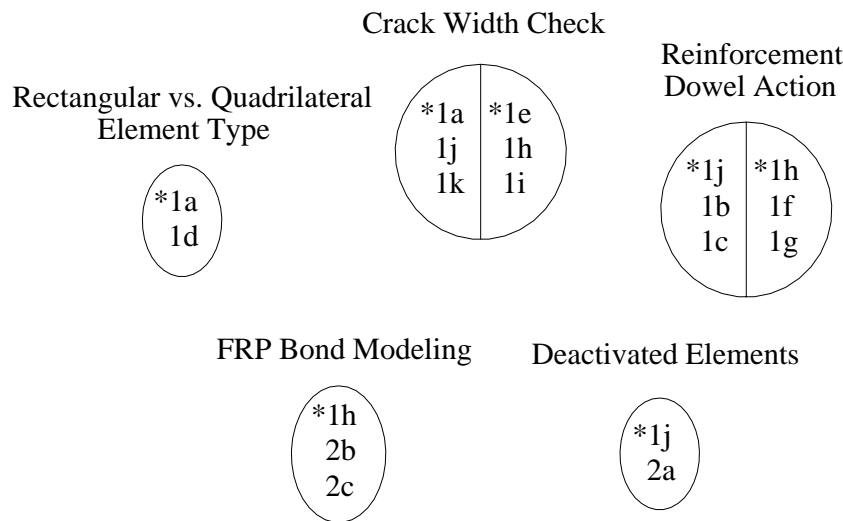 Crack Width Check
*1a
1j
1k
*1e
1h
1i
Reinforcement
Dowel Action
*1j
1b
1c
*1h
1f
1g
Rectangular vs. Quadrilateral
Element Type
*1a
1d
FRP Bond Modeling
*1h
2b
2c
Deactivated Elements
*1j
2a